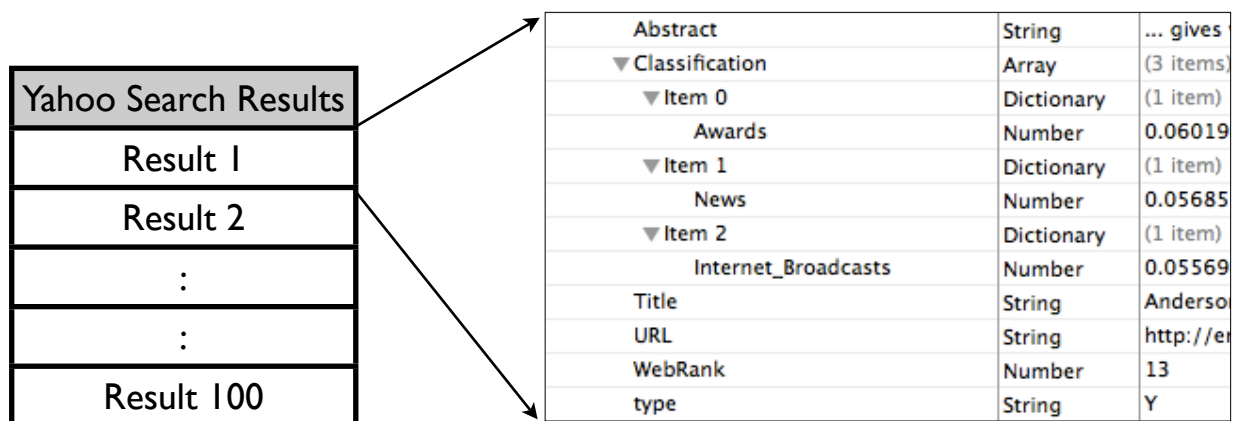 Yahoo Search Results
Result 1
Result 2
:
:
Result 100
Abstract String ... gives
Classification Array (3 items)
Item 0 Dictionary (1 item)
Awards Number 0.06019
Item 1 Dictionary (1 item)
News Number 0.05685
Item 2 Dictionary (1 item)
Internet_Broadcasts Number 0.05569
Title String Anderso
URL String http://er
WebRank Number 13
type String Y